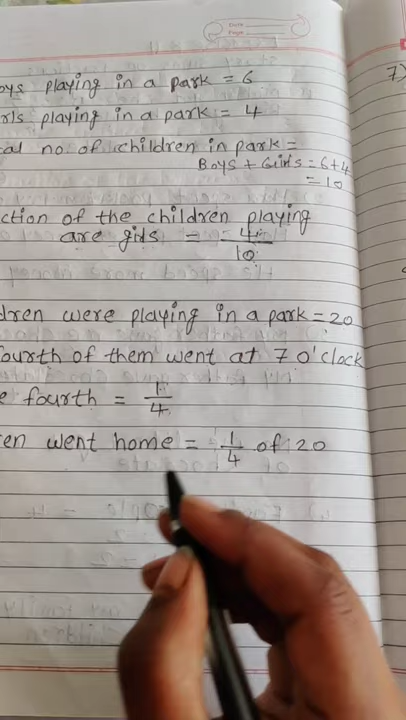 oys playing in a park = 6
rls playing in a park = 4
al no of children in park =
Boys + Girls = 6+4
= 10
ction of the children playing
are girls = 4/10
dren were playing in a park = 20
fourth of them went at 7 o'clock
e fourth = 1/4
en went home = 1/4 of 20
7)